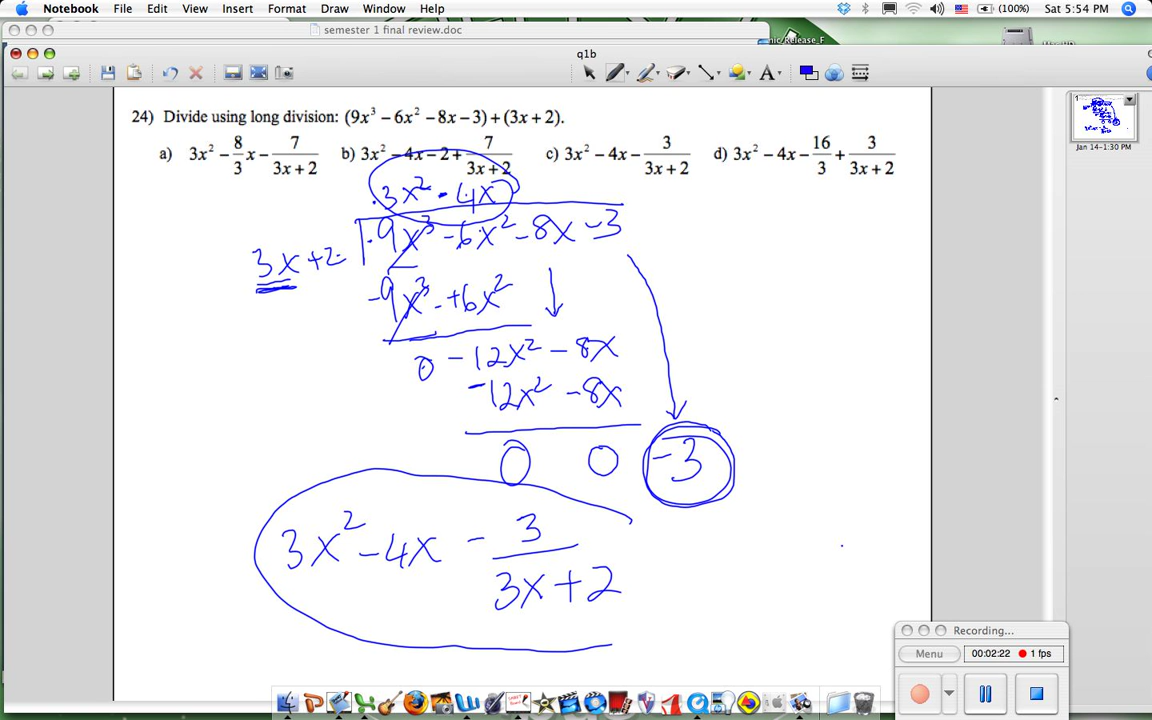 Notebook File Edit View Insert Format Draw Window Help (100%) Sat 5:54 PM
semester 1 final review.doc
q1b
24) Divide using long division: (9x³ – 6x² – 8x – 3) + (3x + 2).
a) 3x² – 8/3 x – 7/(3x + 2) b) 3x² – 4x – 2 + 7/(3x + 2) c) 3x² – 4x – 3/(3x + 2) d) 3x² – 4x – 16/3 + 3/(3x + 2)
3x² - 4x
3x + 2 9x³ - 6x² - 8x - 3
-9x³ - +6x²
0 - 12x² - 8x
-12x² - 8x
0 0 -3
3x² - 4x - 3/(3x + 2)
1
Jan 14-1:30 PM
Recording...
Menu 00:02:22 1 fps